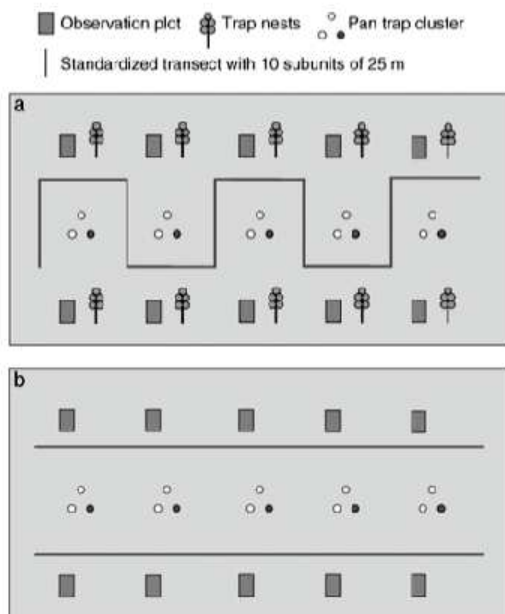 Observation plot Trap nests Pan trap cluster
Standardized transect with 10 subunits of 25 m
a
b